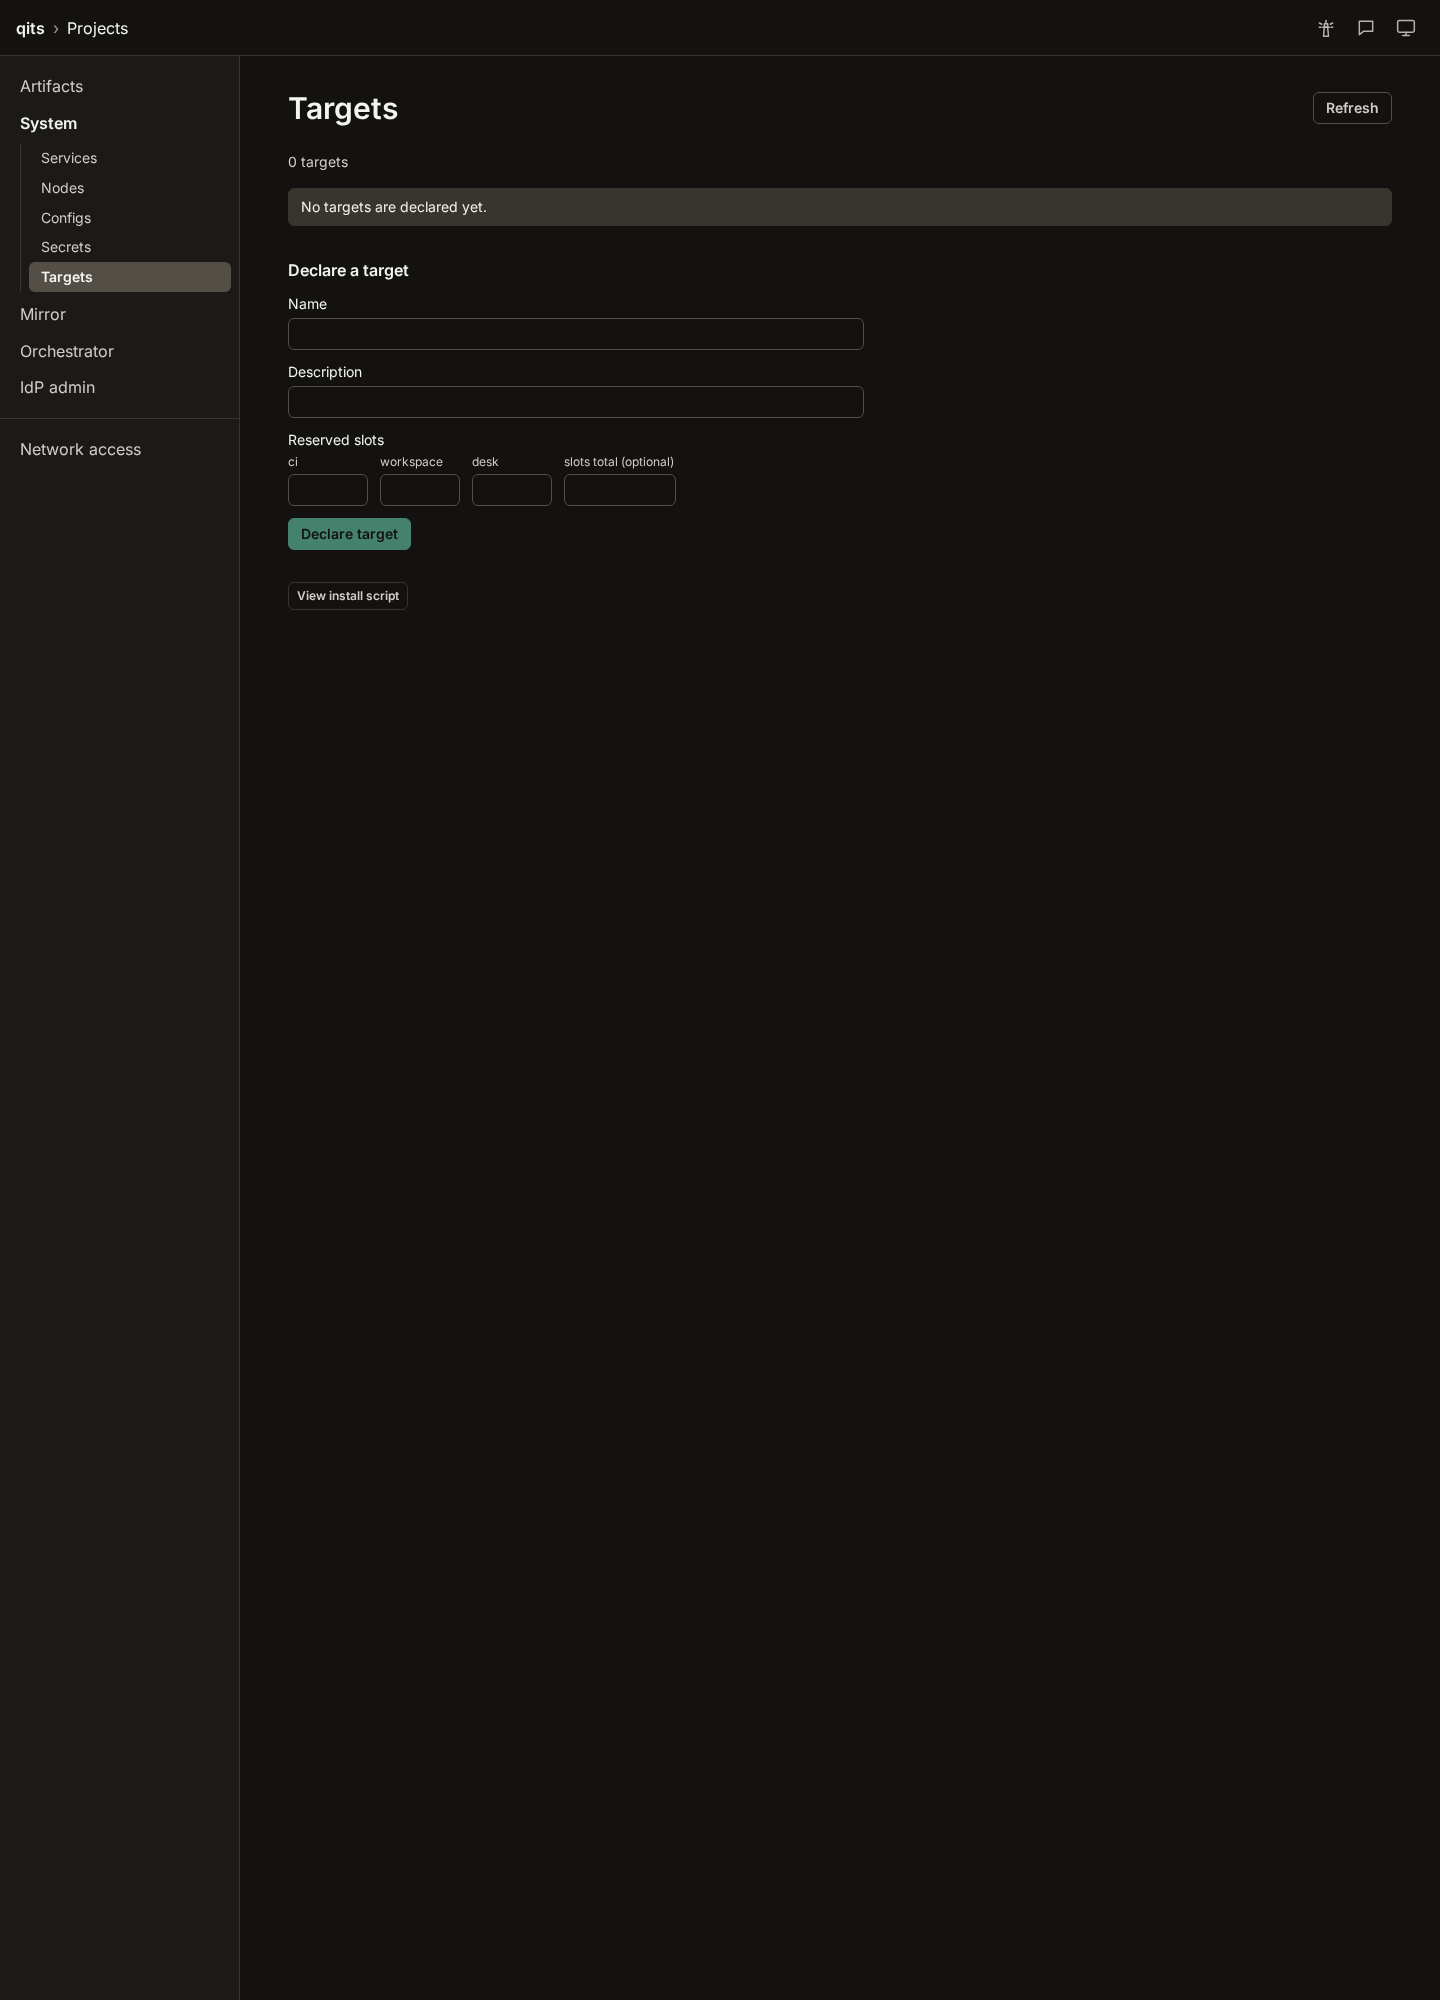 qits › Projects
Artifacts
System
Services
Nodes
Configs
Secrets
Targets
Mirror
Orchestrator
IdP admin
Network access
Targets
Refresh
0 targets
No targets are declared yet.
Declare a target
Name
Description
Reserved slots
ci workspace desk slots total (optional)
Declare target
View install script